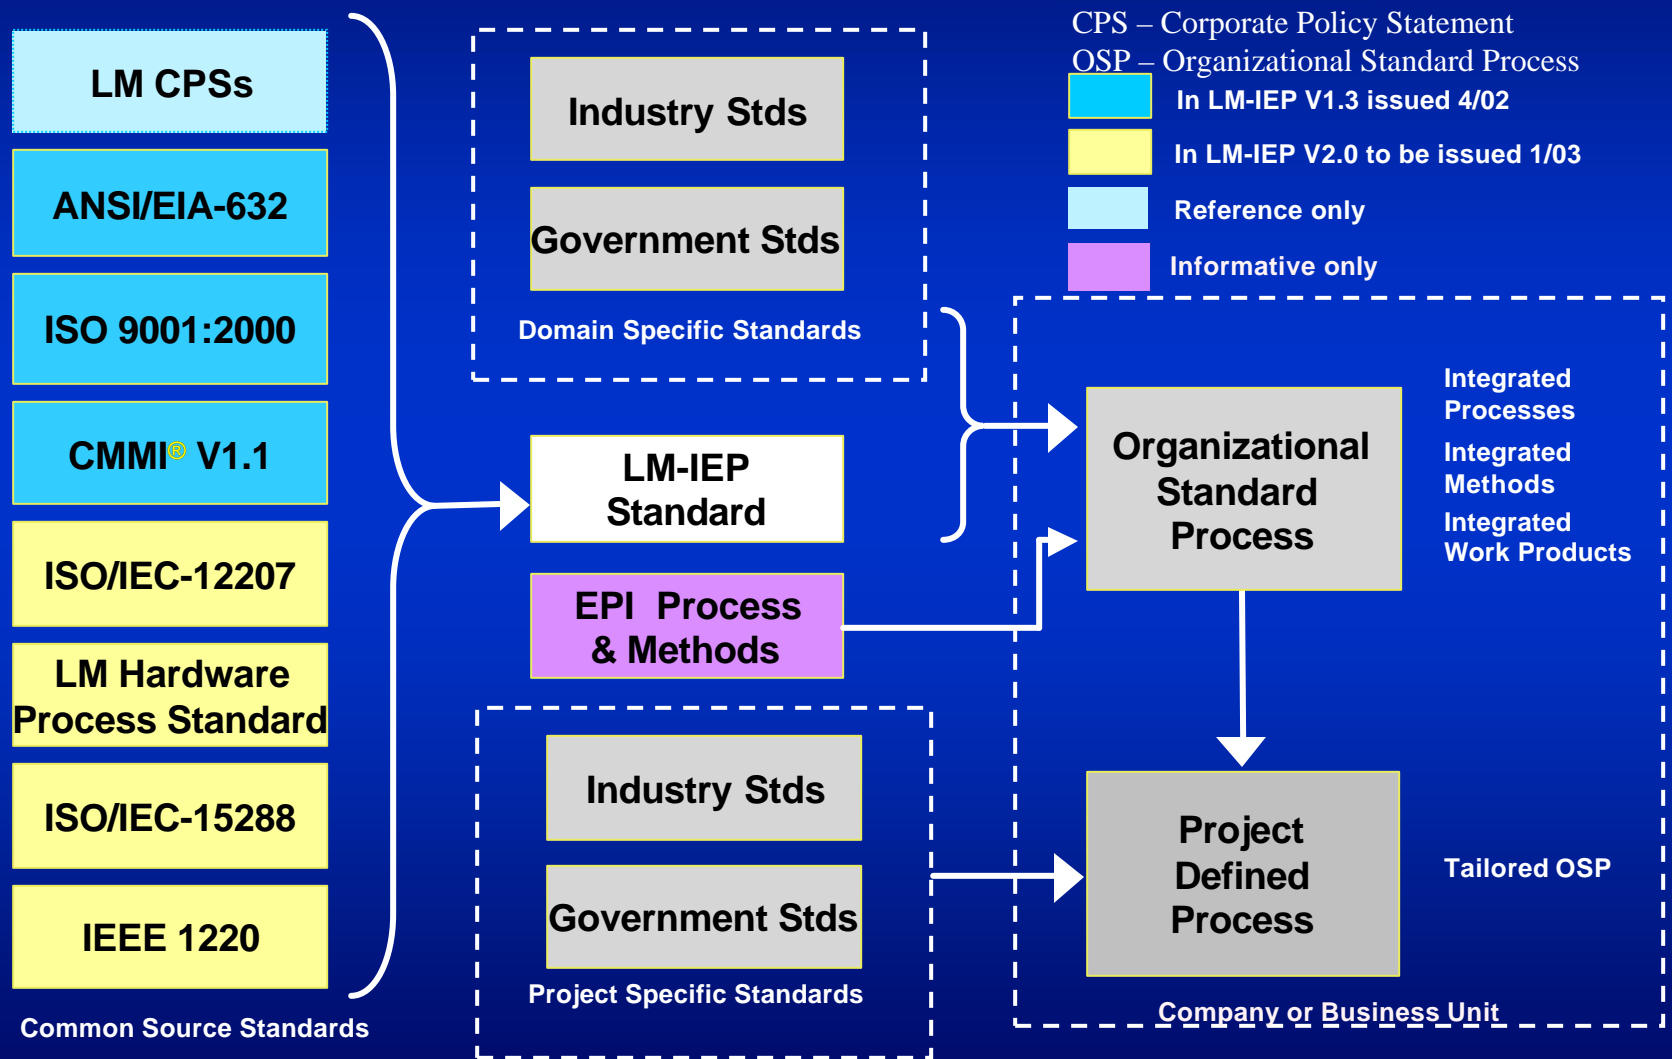 LM CPSs
ANSI/EIA-632
ISO 9001:2000
CMMI® V1.1
ISO/IEC-12207
LM Hardware
Process Standard
ISO/IEC-15288
IEEE 1220
Common Source Standards
Industry Stds
Government Stds
Domain Specific Standards
LM-IEP
Standard
EPI Process
& Methods
Industry Stds
Government Stds
Project Specific Standards
CPS – Corporate Policy Statement
OSP – Organizational Standard Process
In LM-IEP V1.3 issued 4/02
In LM-IEP V2.0 to be issued 1/03
Reference only
Informative only
Organizational
Standard
Process
Integrated
Processes
Integrated
Methods
Integrated
Work Products
Project
Defined
Process
Tailored OSP
Company or Business Unit